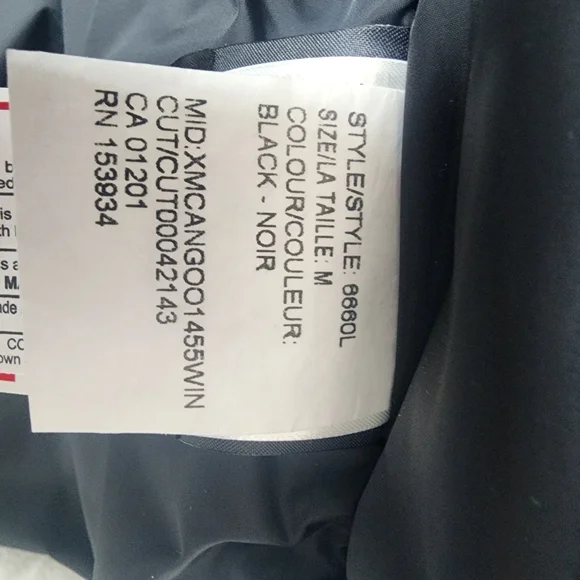 STYLE/STYLE: 6660L
SIZE/LA TAILLE: M
COLOUR/COULEUR:
BLACK - NOIR
MID:XMCANGOO1455WIN
CUT/CUT00042143
CA 01201
RN 153934